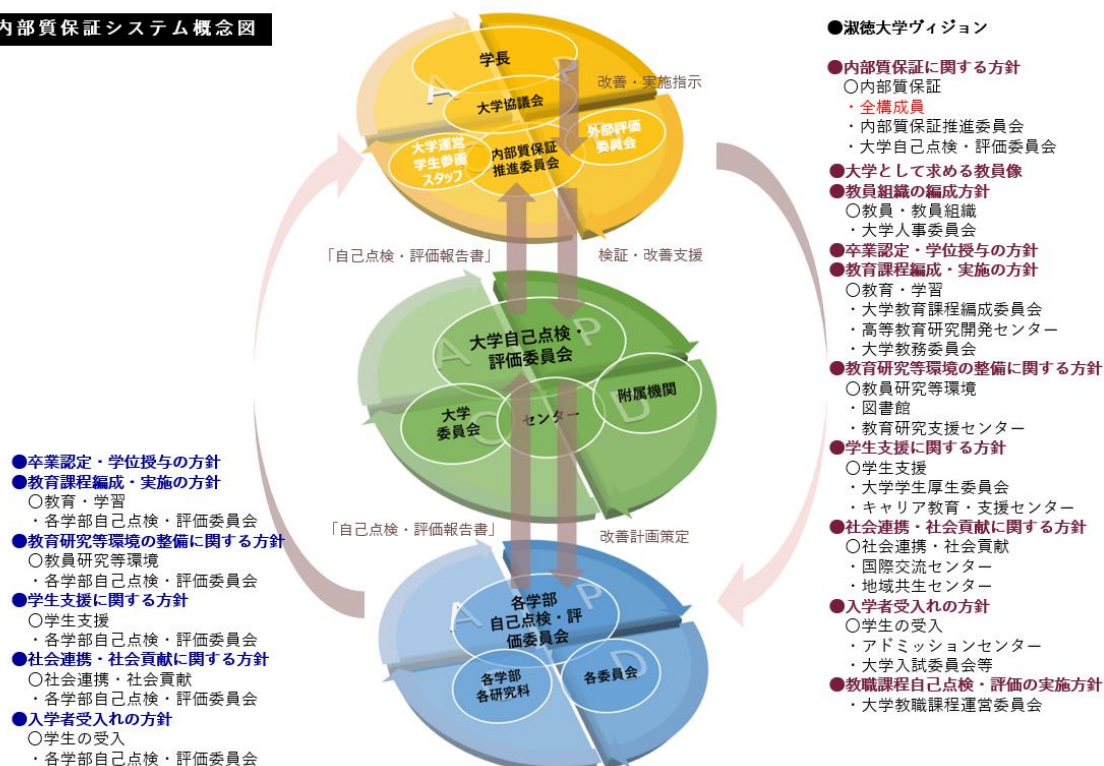 内部質保証システム概念図
学長
A
P
改善・実施指示
大学協議会
大学運営
学生参画
スタッフ
内部質保証
推進委員会
外部評価
委員会
「自己点検・評価報告書」
検証・改善支援
大学自己点検・
評価委員会
A
P
大学
委員会
C
センター
附属機関
D
「自己点検・評価報告書」
改善計画策定
各学部
自己点検・評
価委員会
A
P
各学部
各研究科
各委員会
D
●卒業認定・学位授与の方針
●教育課程編成・実施の方針
○教育・学習
・各学部自己点検・評価委員会
●教育研究等環境の整備に関する方針
○教員研究等環境
・各学部自己点検・評価委員会
●学生支援に関する方針
○学生支援
・各学部自己点検・評価委員会
●社会連携・社会貢献に関する方針
○社会連携・社会貢献
・各学部自己点検・評価委員会
●入学者受入れの方針
○学生の受入
・各学部自己点検・評価委員会
●淑徳大学ヴィジョン
●内部質保証に関する方針
○内部質保証
・全構成員
・内部質保証推進委員会
・大学自己点検・評価委員会
●大学として求める教員像
●教員組織の編成方針
○教員・教員組織
・大学人事委員会
●卒業認定・学位授与の方針
●教育課程編成・実施の方針
○教育・学習
・大学教育課程編成委員会
・高等教育研究開発センター
・大学教務委員会
●教育研究等環境の整備に関する方針
○教員研究等環境
・図書館
・教育研究支援センター
●学生支援に関する方針
○学生支援
・大学学生厚生委員会
・キャリア教育・支援センター
●社会連携・社会貢献に関する方針
○社会連携・社会貢献
・国際交流センター
・地域共生センター
●入学者受入れの方針
○学生の受入
・アドミッションセンター
・大学入試委員会等
●教職課程自己点検・評価の実施方針
・大学教職課程運営委員会